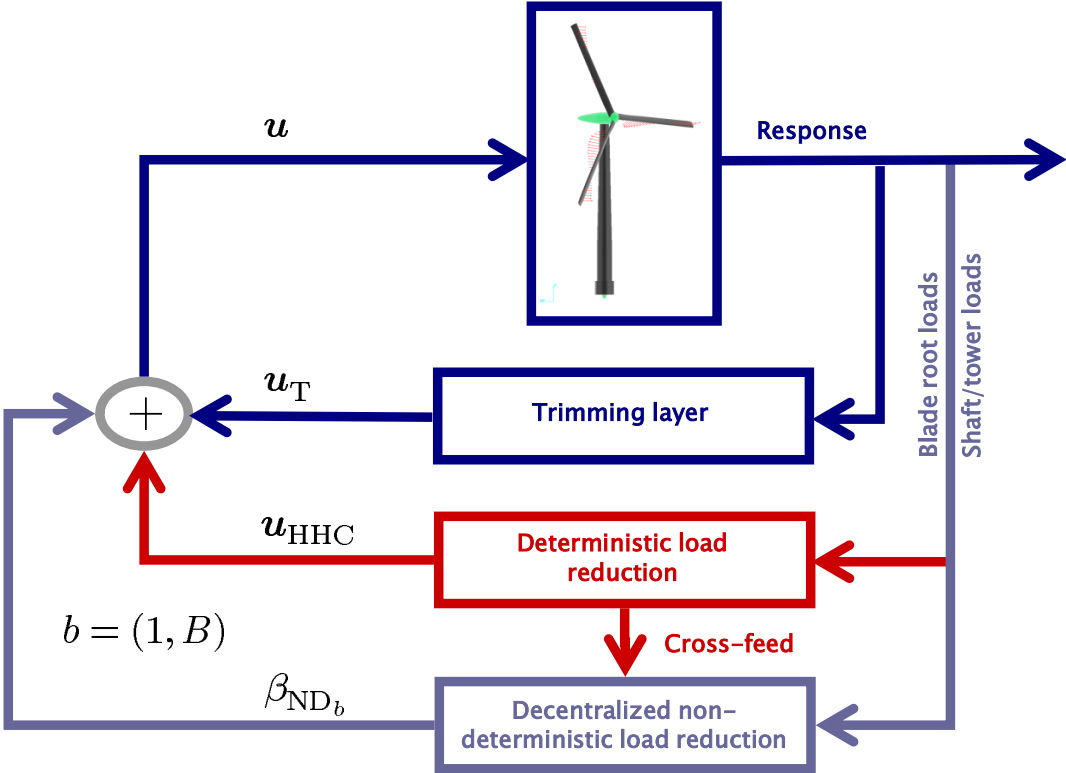 u
Response
Blade root loads
Shaft/tower loads
u_T
Trimming layer
+
u_HHC
Deterministic load
reduction
b = (1, B)
Cross-feed
β_ND_b
Decentralized non-
deterministic load reduction